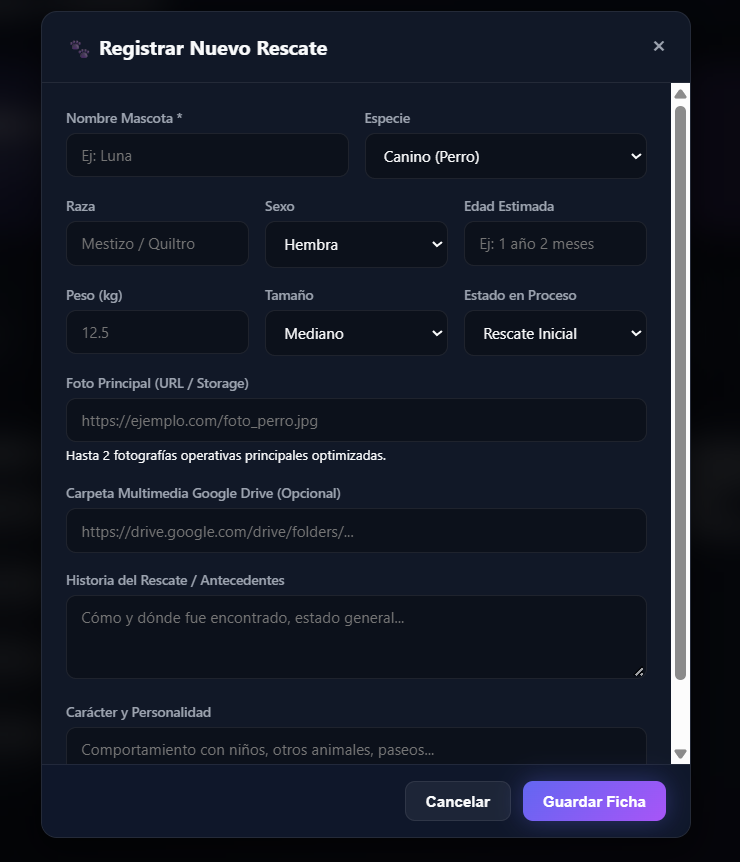 Registrar Nuevo Rescate
×
Nombre Mascota *
Especie
Ej: Luna
Canino (Perro)
Raza
Sexo
Edad Estimada
Mestizo / Quiltro
Hembra
Ej: 1 año 2 meses
Peso (kg)
Tamaño
Estado en Proceso
12.5
Mediano
Rescate Inicial
Foto Principal (URL / Storage)
https://ejemplo.com/foto_perro.jpg
Hasta 2 fotografías operativas principales optimizadas.
Carpeta Multimedia Google Drive (Opcional)
https://drive.google.com/drive/folders/...
Historia del Rescate / Antecedentes
Cómo y dónde fue encontrado, estado general...
Carácter y Personalidad
Comportamiento con niños, otros animales, paseos...
Cancelar
Guardar Ficha